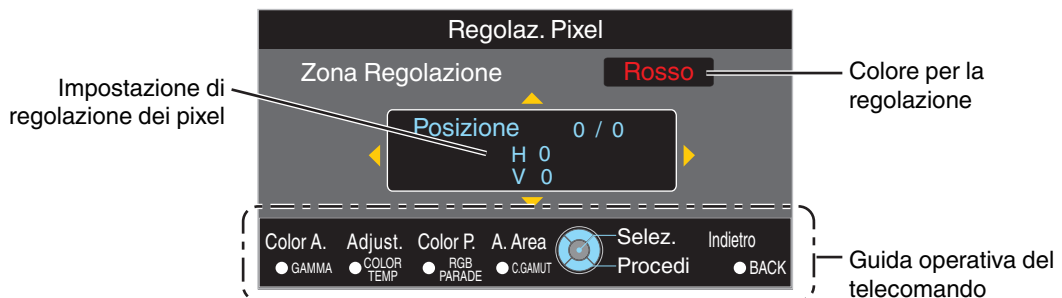 Regolaz. Pixel
Zona Regolazione
Rosso
Impostazione di
regolazione dei pixel
Colore per la
regolazione
Posizione 0 / 0
H 0
V 0
Color A. Adjust. Color P. A. Area Selez. Indietro
GAMMA COLOR TEMP RGB PARADE C.GAMUT Procedi BACK
Guida operativa del
telecomando